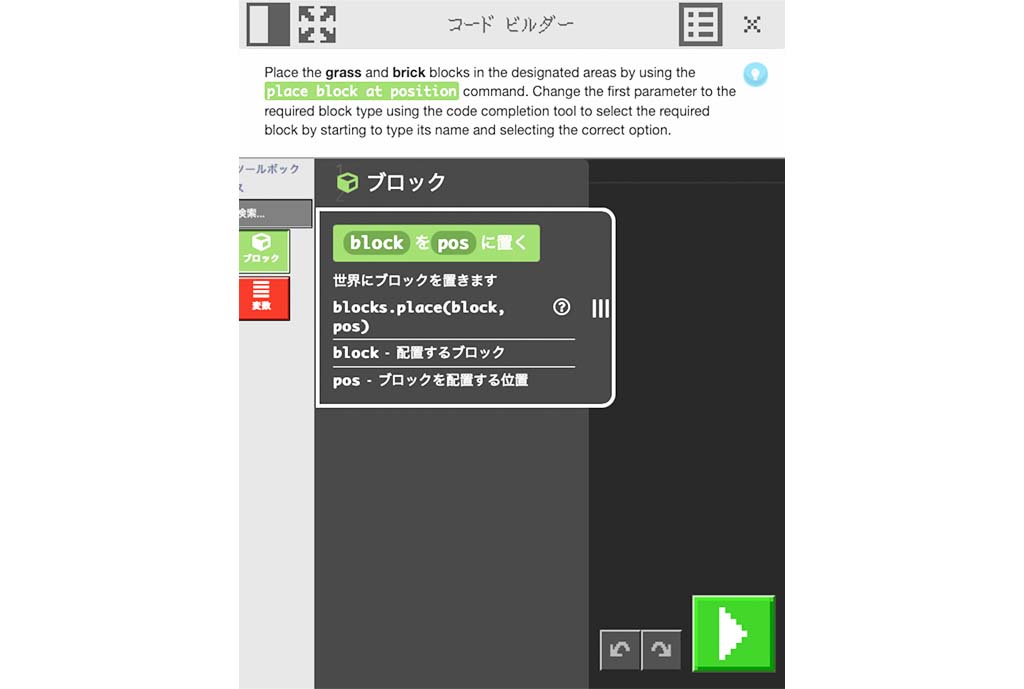 コード ビルダー
Place the grass and brick blocks in the designated areas by using the
place block at position command. Change the first parameter to the
required block type using the code completion tool to select the required
block by starting to type its name and selecting the correct option.
ツールボック
ス
検索...
ブロック
変数
1
2
ブロック
block を pos に置く
世界にブロックを置きます
blocks.place(block,
pos)
block - 配置するブロック
pos - ブロックを配置する位置